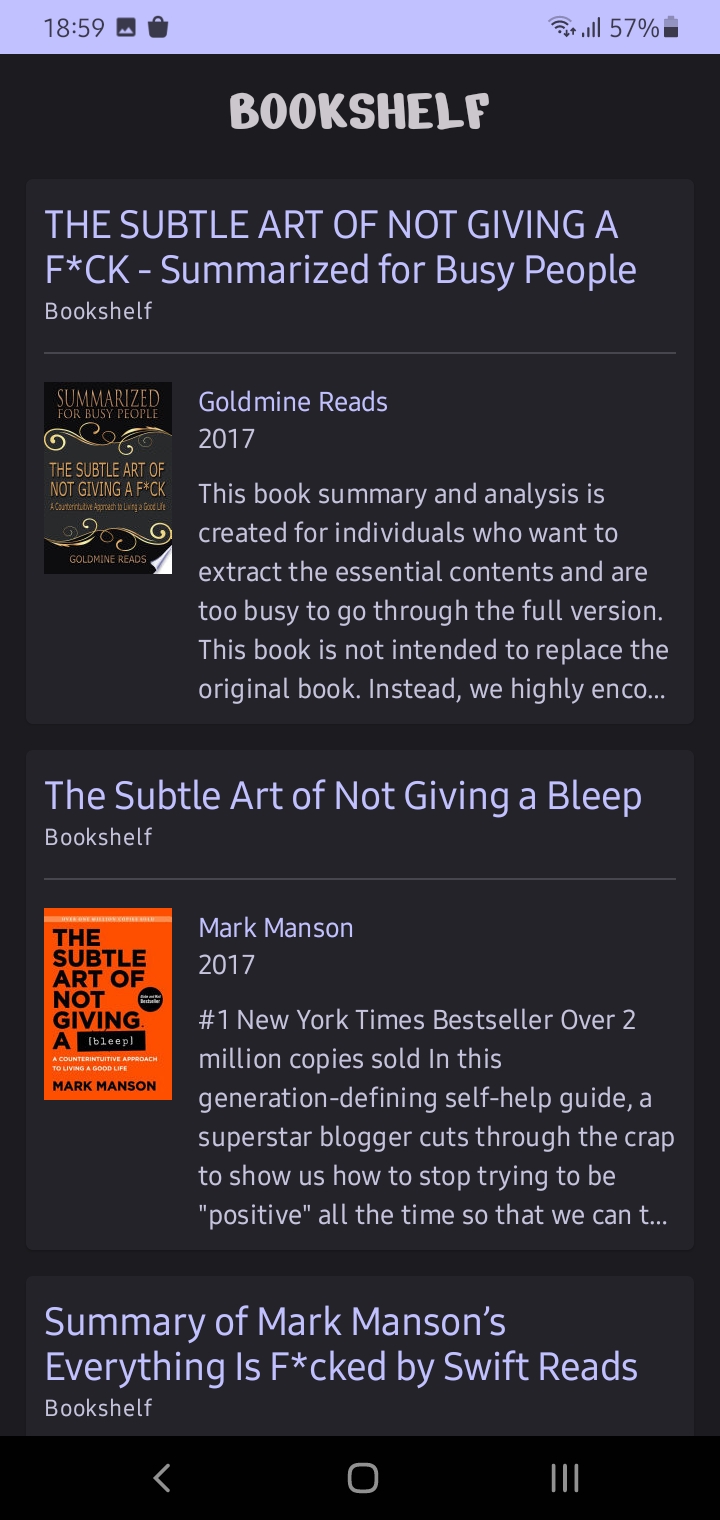 18:59
57%
BOOKSHELF
THE SUBTLE ART OF NOT GIVING A
F*CK - Summarized for Busy People
Bookshelf
SUMMARIZED
FOR BUSY PEOPLE
THE SUBTLE ART OF
NOT GIVING A F*CK
A Counterintuitive Approach to Living a Good Life
GOLDMINE READS
Goldmine Reads
2017
This book summary and analysis is
created for individuals who want to
extract the essential contents and are
too busy to go through the full version.
This book is not intended to replace the
original book. Instead, we highly enco...
The Subtle Art of Not Giving a Bleep
Bookshelf
OVER ONE MILLION COPIES SOLD
THE
SUBTLE
ART OF
NOT
GIVING
A [bleep]
A COUNTERINTUITIVE APPROACH
TO LIVING A GOOD LIFE
MARK MANSON
Mark Manson
2017
#1 New York Times Bestseller Over 2
million copies sold In this
generation-defining self-help guide, a
superstar blogger cuts through the crap
to show us how to stop trying to be
"positive" all the time so that we can t...
Summary of Mark Manson’s
Everything Is F*cked by Swift Reads
Bookshelf